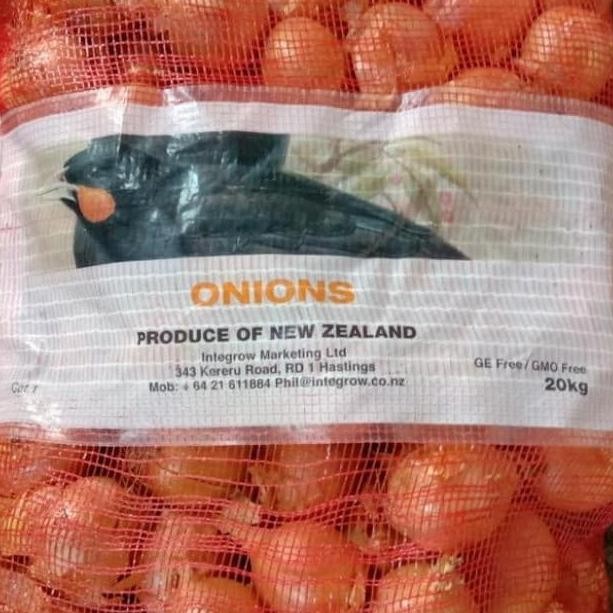 ONIONS
PRODUCE OF NEW ZEALAND
Integrow Marketing Ltd
343 Kereru Road, RD 1 Hastings
Mob: + 64 21 611884 Phil@integrow.co.nz
GE Free/GMO Free
20kg